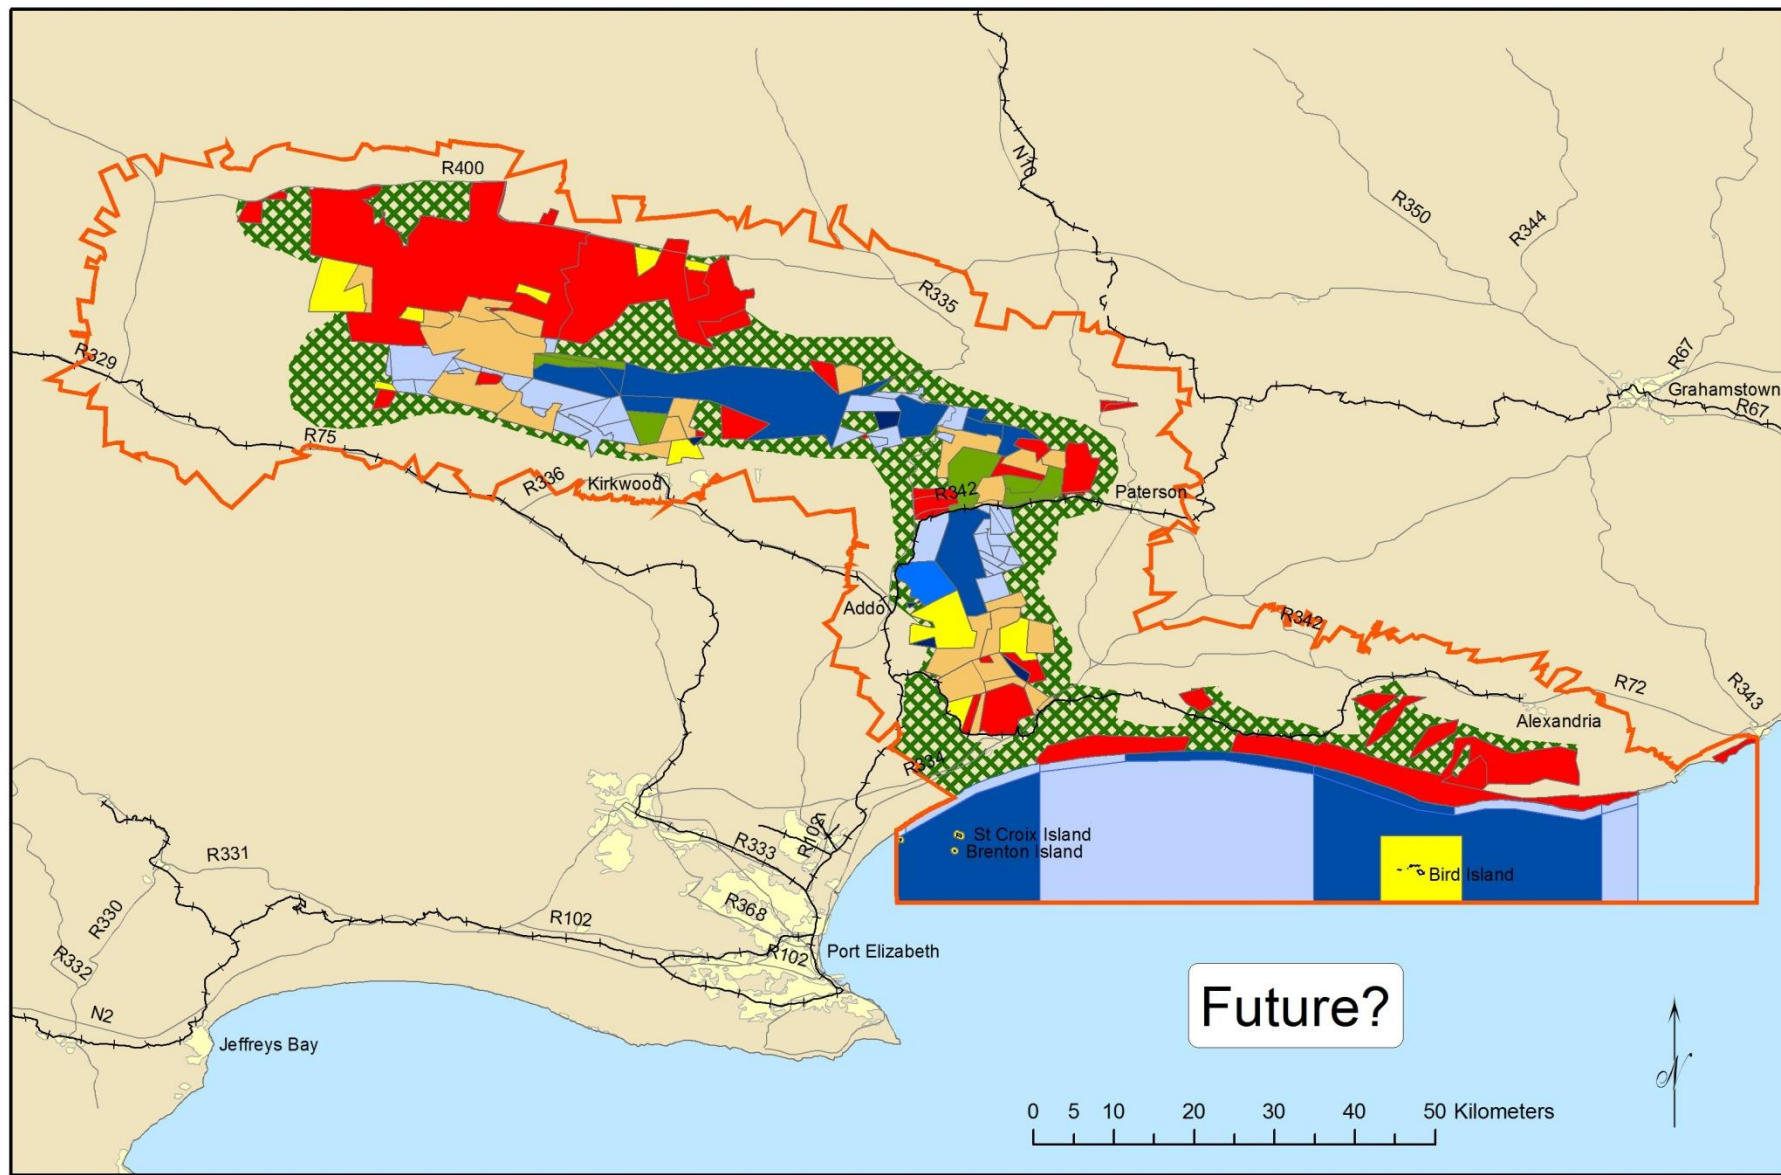 R400
N10
R350
R344
R335
R67
Grahamstown
R67
R329
R75
R336
Kirkwood
R342
Paterson
Addo
R342
R72
R343
Alexandria
R334
St Croix Island
Brenton Island
Bird Island
R102
R333
R331
R330
R332
R368
R102
R102
Port Elizabeth
N2
Jeffreys Bay
Future?
N
0 5 10 20 30 40 50 Kilometers